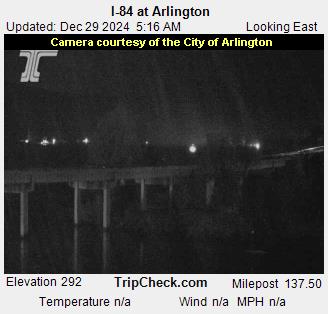 I-84 at Arlington
Updated: Dec 29 2024 5:16 AM Looking East
Camera courtesy of the City of Arlington
Elevation 292 TripCheck.com Milepost 137.50
Temperature n/a Wind n/a MPH n/a